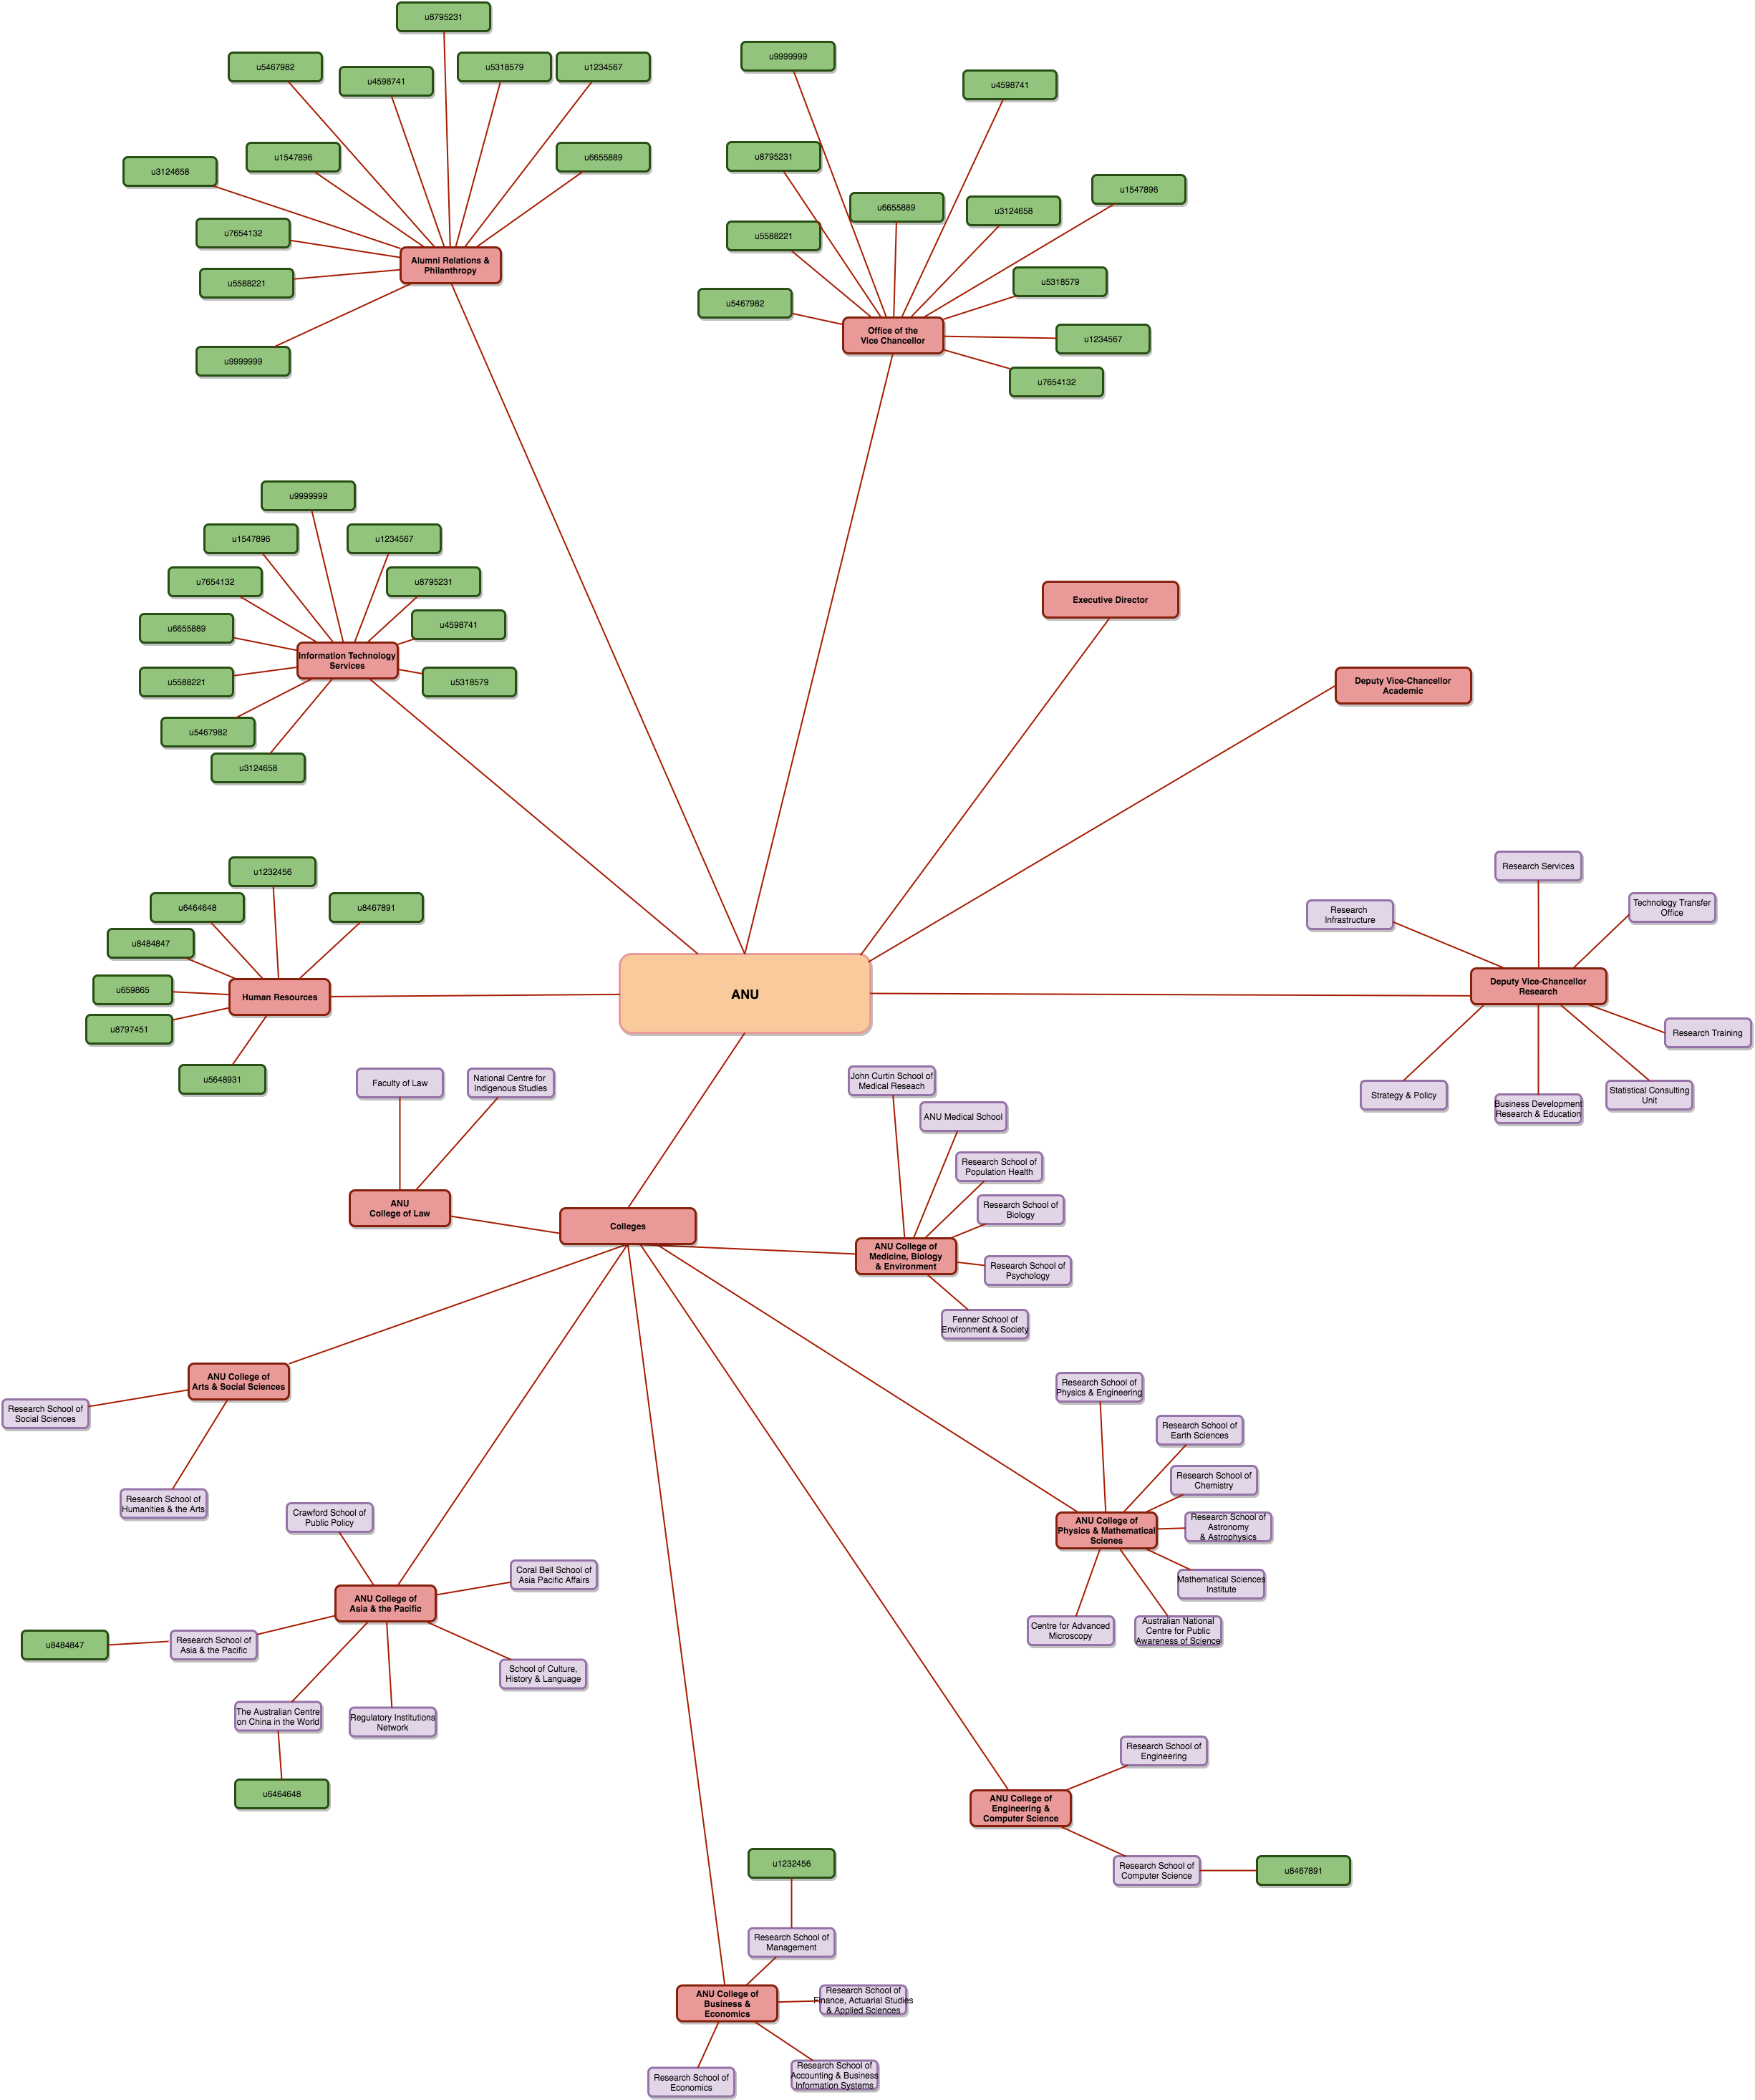 u8795231
u5467982
u4598741
u5318579
u1234567
u3124658
u1547896
u6655889
u7654132
u5588221
Alumni Relations &
Philanthropy
u9999999
u9999999
u4598741
u8795231
u1547896
u6655889
u3124658
u5588221
u5467982
u5318579
Office of the
Vice Chancellor
u1234567
u7654132
u9999999
u1547896
u1234567
u7654132
u8795231
u6655889
u4598741
Information Technology
Services
u5588221
u5318579
u5467982
u3124658
Executive Director
Deputy Vice-Chancellor
Academic
u1232456
u6464648
u8467891
u8484847
u659865
Human Resources
u8797451
u5648931
ANU
Research Services
Research
Infrastructure
Technology Transfer
Office
Deputy Vice-Chancellor
Research
Research Training
Strategy & Policy
Business Development
Research & Education
Statistical Consulting
Unit
Faculty of Law
National Centre for
Indigenous Studies
ANU
College of Law
Colleges
John Curtin School of
Medical Reseach
ANU Medical School
Research School of
Population Health
Research School of
Biology
ANU College of
Medicine, Biology
& Environment
Research School of
Psychology
Fenner School of
Environment & Society
ANU College of
Arts & Social Sciences
Research School of
Social Sciences
Research School of
Humanities & the Arts
Research School of
Physics & Engineering
Research School of
Earth Sciences
Research School of
Chemistry
ANU College of
Physics & Mathematical
Scienes
Research School of
Astronomy
& Astrophysics
Mathematical Sciences
Institute
Centre for Advanced
Microscopy
Australian National
Centre for Public
Awareness of Science
Crawford School of
Public Policy
Coral Bell School of
Asia Pacific Affairs
ANU College of
Asia & the Pacific
u8484847
Research School of
Asia & the Pacific
School of Culture,
History & Language
The Australian Centre
on China in the World
Regulatory Institutions
Network
u6464648
Research School of
Engineering
ANU College of
Engineering &
Computer Science
Research School of
Computer Science
u8467891
u1232456
Research School of
Management
ANU College of
Business &
Economics
Research School of
Finance, Actuarial Studies
& Applied Sciences
Research School of
Economics
Research School of
Accounting & Business
Information Systems